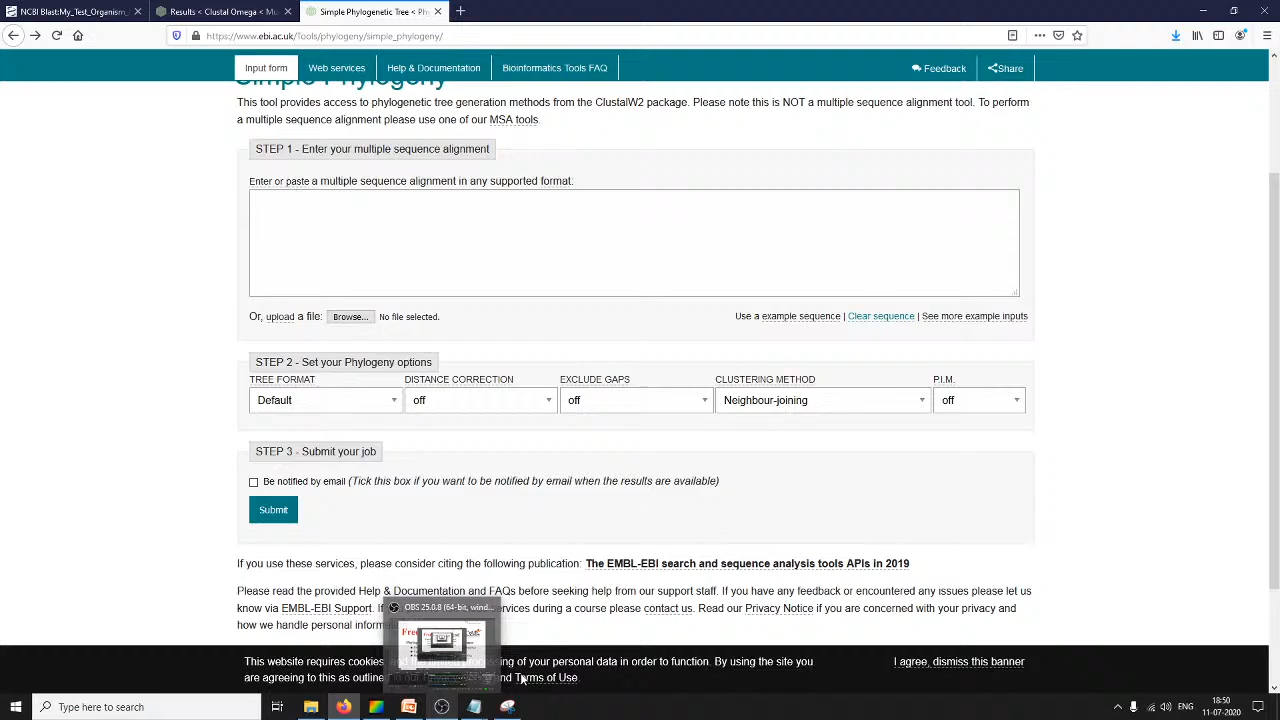 NCBI Blast:My_Test_Organism_
Results < Clustal Omega < Mu
Simple Phylogenetic Tree < Ph
https://www.ebi.ac.uk/Tools/phylogeny/simple_phylogeny/
Input form
Web services
Help & Documentation
Bioinformatics Tools FAQ
Feedback
Share
Simple Phylogeny
This tool provides access to phylogenetic tree generation methods from the ClustalW2 package. Please note this is NOT a multiple sequence alignment tool. To perform
a multiple sequence alignment please use one of our MSA tools.
STEP 1 - Enter your multiple sequence alignment
Enter or paste a multiple sequence alignment in any supported format:
Or, upload a file: Browse... No file selected.
Use a example sequence | Clear sequence | See more example inputs
STEP 2 - Set your Phylogeny options
TREE FORMAT DISTANCE CORRECTION EXCLUDE GAPS CLUSTERING METHOD P.I.M.
Default off off Neighbour-joining off
STEP 3 - Submit your job
Be notified by email (Tick this box if you want to be notified by email when the results are available)
Submit
If you use these services, please consider citing the following publication: The EMBL-EBI search and sequence analysis tools APIs in 2019
Please read the provided Help & Documentation and FAQs before seeking help from our support staff. If you have any feedback or encountered any issues please let us
know via EMBL-EBI Support. If ervices during a course please contact us. Read our Privacy Notice if you are concerned with your privacy and
how we handle personal informa
OBS 25.0.8 (64-bit, wind...
This website requires cookies of your personal data in order to function. By using the site you
are agreeing to this as outline nd Terms of Use.
I agree, dismiss this banner
Type here to search
ENG
18:50
11-07-2020